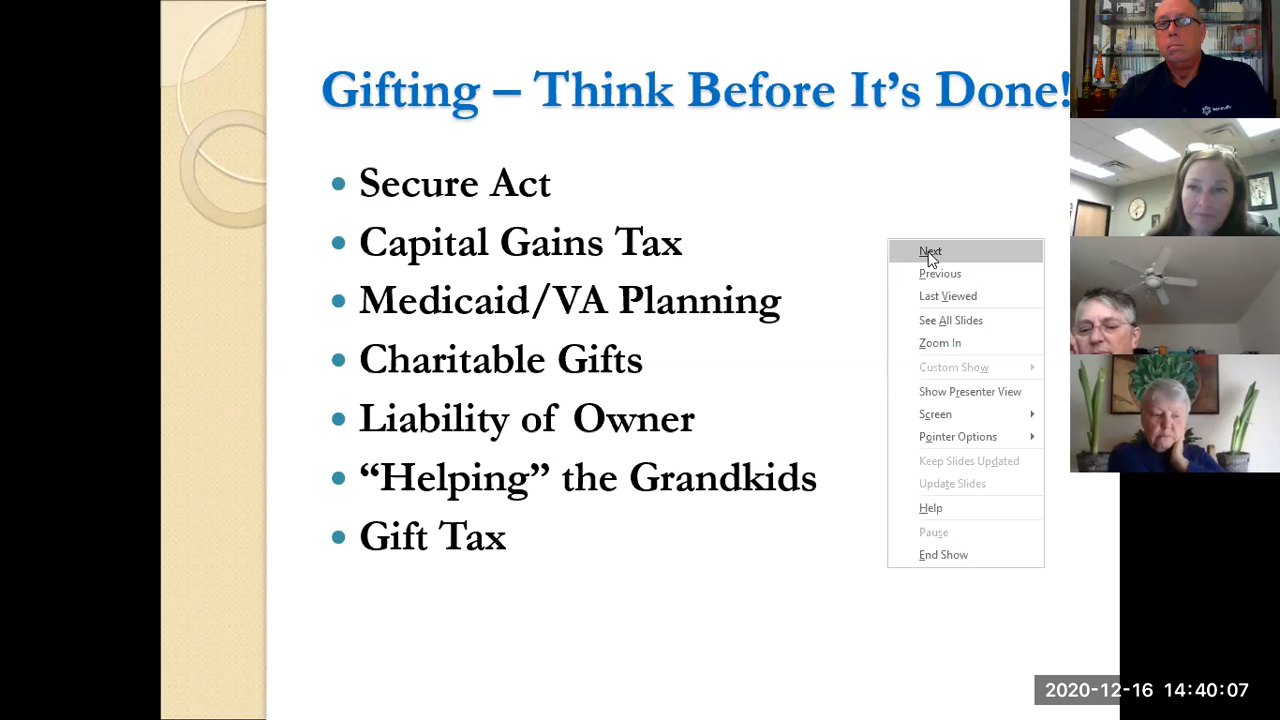 Gifting – Think Before It's Done!
• Secure Act
• Capital Gains Tax
• Medicaid/VA Planning
• Charitable Gifts
• Liability of Owner
• “Helping” the Grandkids
• Gift Tax
Next
Previous
Last Viewed
See All Slides
Zoom In
Custom Show
Show Presenter View
Screen
Pointer Options
Keep Slides Updated
Update Slides
Help
Pause
End Show
2020-12-16 14:40:07